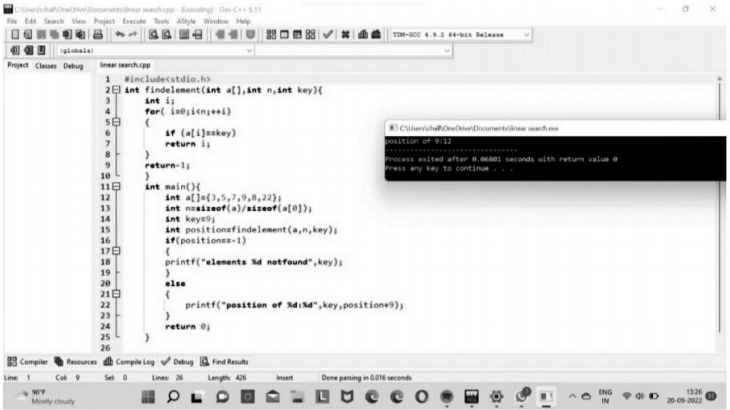 C:\Users\chall\OneDrive\Documents\linear search.cpp - [Executing] - Dev-C++ 5.11
File Edit Search View Project Execute Tools AStyle Window Help
TDM-GCC 4.9.2 64-bit Release
(globals)
Project Classes Debug linear search.cpp
1 #include<stdio.h>
2 int findelement(int a[],int n,int key){
3 int i;
4 for( i=0;i<n;++i)
5 {
6 if (a[i]==key)
7 return i;
8 }
9 return-1;
10 }
11 int main(){
12 int a[]={3,5,7,9,8,22};
13 int n=sizeof(a)/sizeof(a[0]);
14 int key=9;
15 int position=findelement(a,n,key);
16 if(position==-1)
17 {
18 printf("elements %d notfound",key);
19 }
20 else
21 {
22 printf("position of %d:%d",key,position+9);
23 }
24 return 0;
25 }
26
C:\Users\chall\OneDrive\Documents\linear search.exe
position of 9:12
--------------------------------
Process exited after 0.06801 seconds with return value 0
Press any key to continue . . .
Compiler Resources Compile Log Debug Find Results
Line: 1 Col: 9 Sel: 0 Lines: 26 Length: 426 Insert Done parsing in 0.016 seconds
90°F
Mostly cloudy
ENG
IN
13:26
20-09-2022